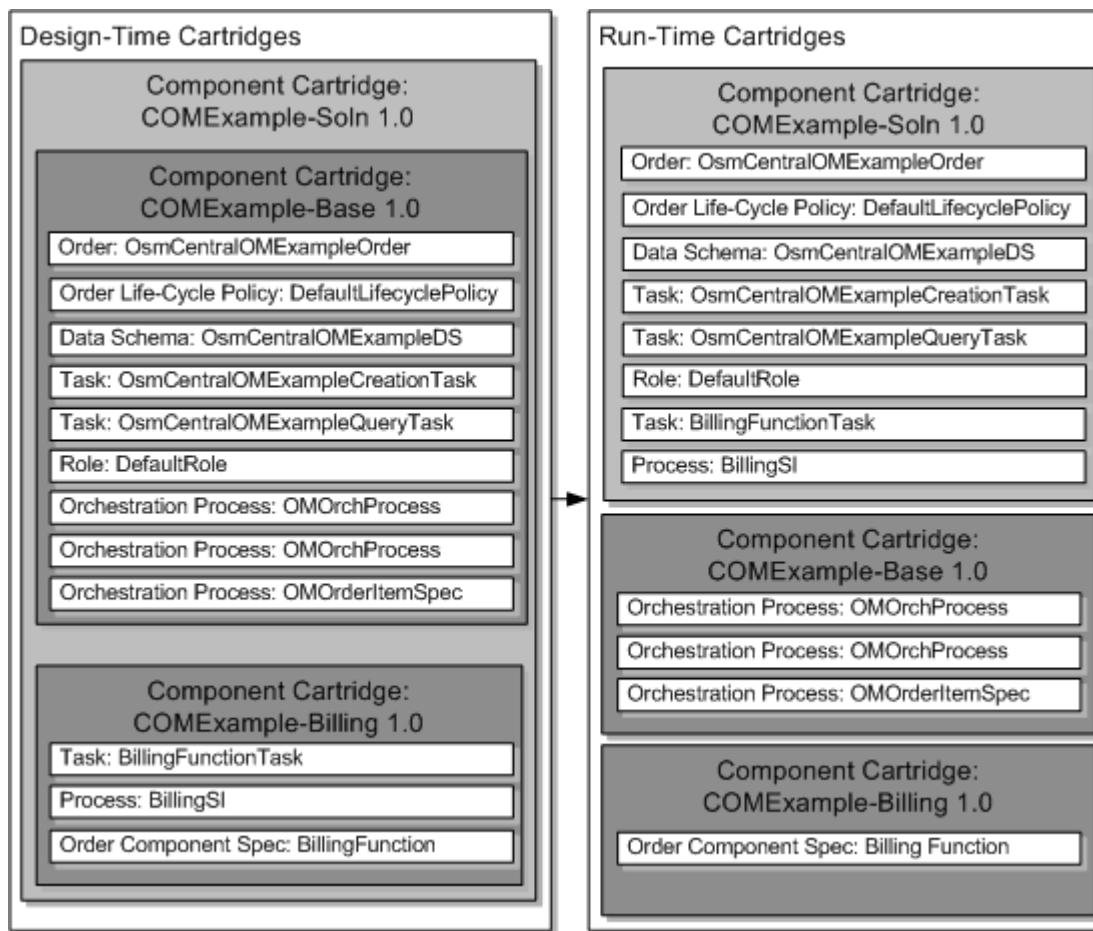 Design-Time Cartridges
Component Cartridge:
COMExample-Soln 1.0
Component Cartridge:
COMExample-Base 1.0
Order: OsmCentralOMExampleOrder
Order Life-Cycle Policy: DefaultLifecyclePolicy
Data Schema: OsmCentralOMExampleDS
Task: OsmCentralOMExampleCreationTask
Task: OsmCentralOMExampleQueryTask
Role: DefaultRole
Orchestration Process: OMOrchProcess
Orchestration Process: OMOrchProcess
Orchestration Process: OMOrderItemSpec
Component Cartridge:
COMExample-Billing 1.0
Task: BillingFunctionTask
Process: BillingSI
Order Component Spec: BillingFunction
Run-Time Cartridges
Component Cartridge:
COMExample-Soln 1.0
Order: OsmCentralOMExampleOrder
Order Life-Cycle Policy: DefaultLifecyclePolicy
Data Schema: OsmCentralOMExampleDS
Task: OsmCentralOMExampleCreationTask
Task: OsmCentralOMExampleQueryTask
Role: DefaultRole
Task: BillingFunctionTask
Process: BillingSI
Component Cartridge:
COMExample-Base 1.0
Orchestration Process: OMOrchProcess
Orchestration Process: OMOrchProcess
Orchestration Process: OMOrderItemSpec
Component Cartridge:
COMExample-Billing 1.0
Order Component Spec: Billing Function